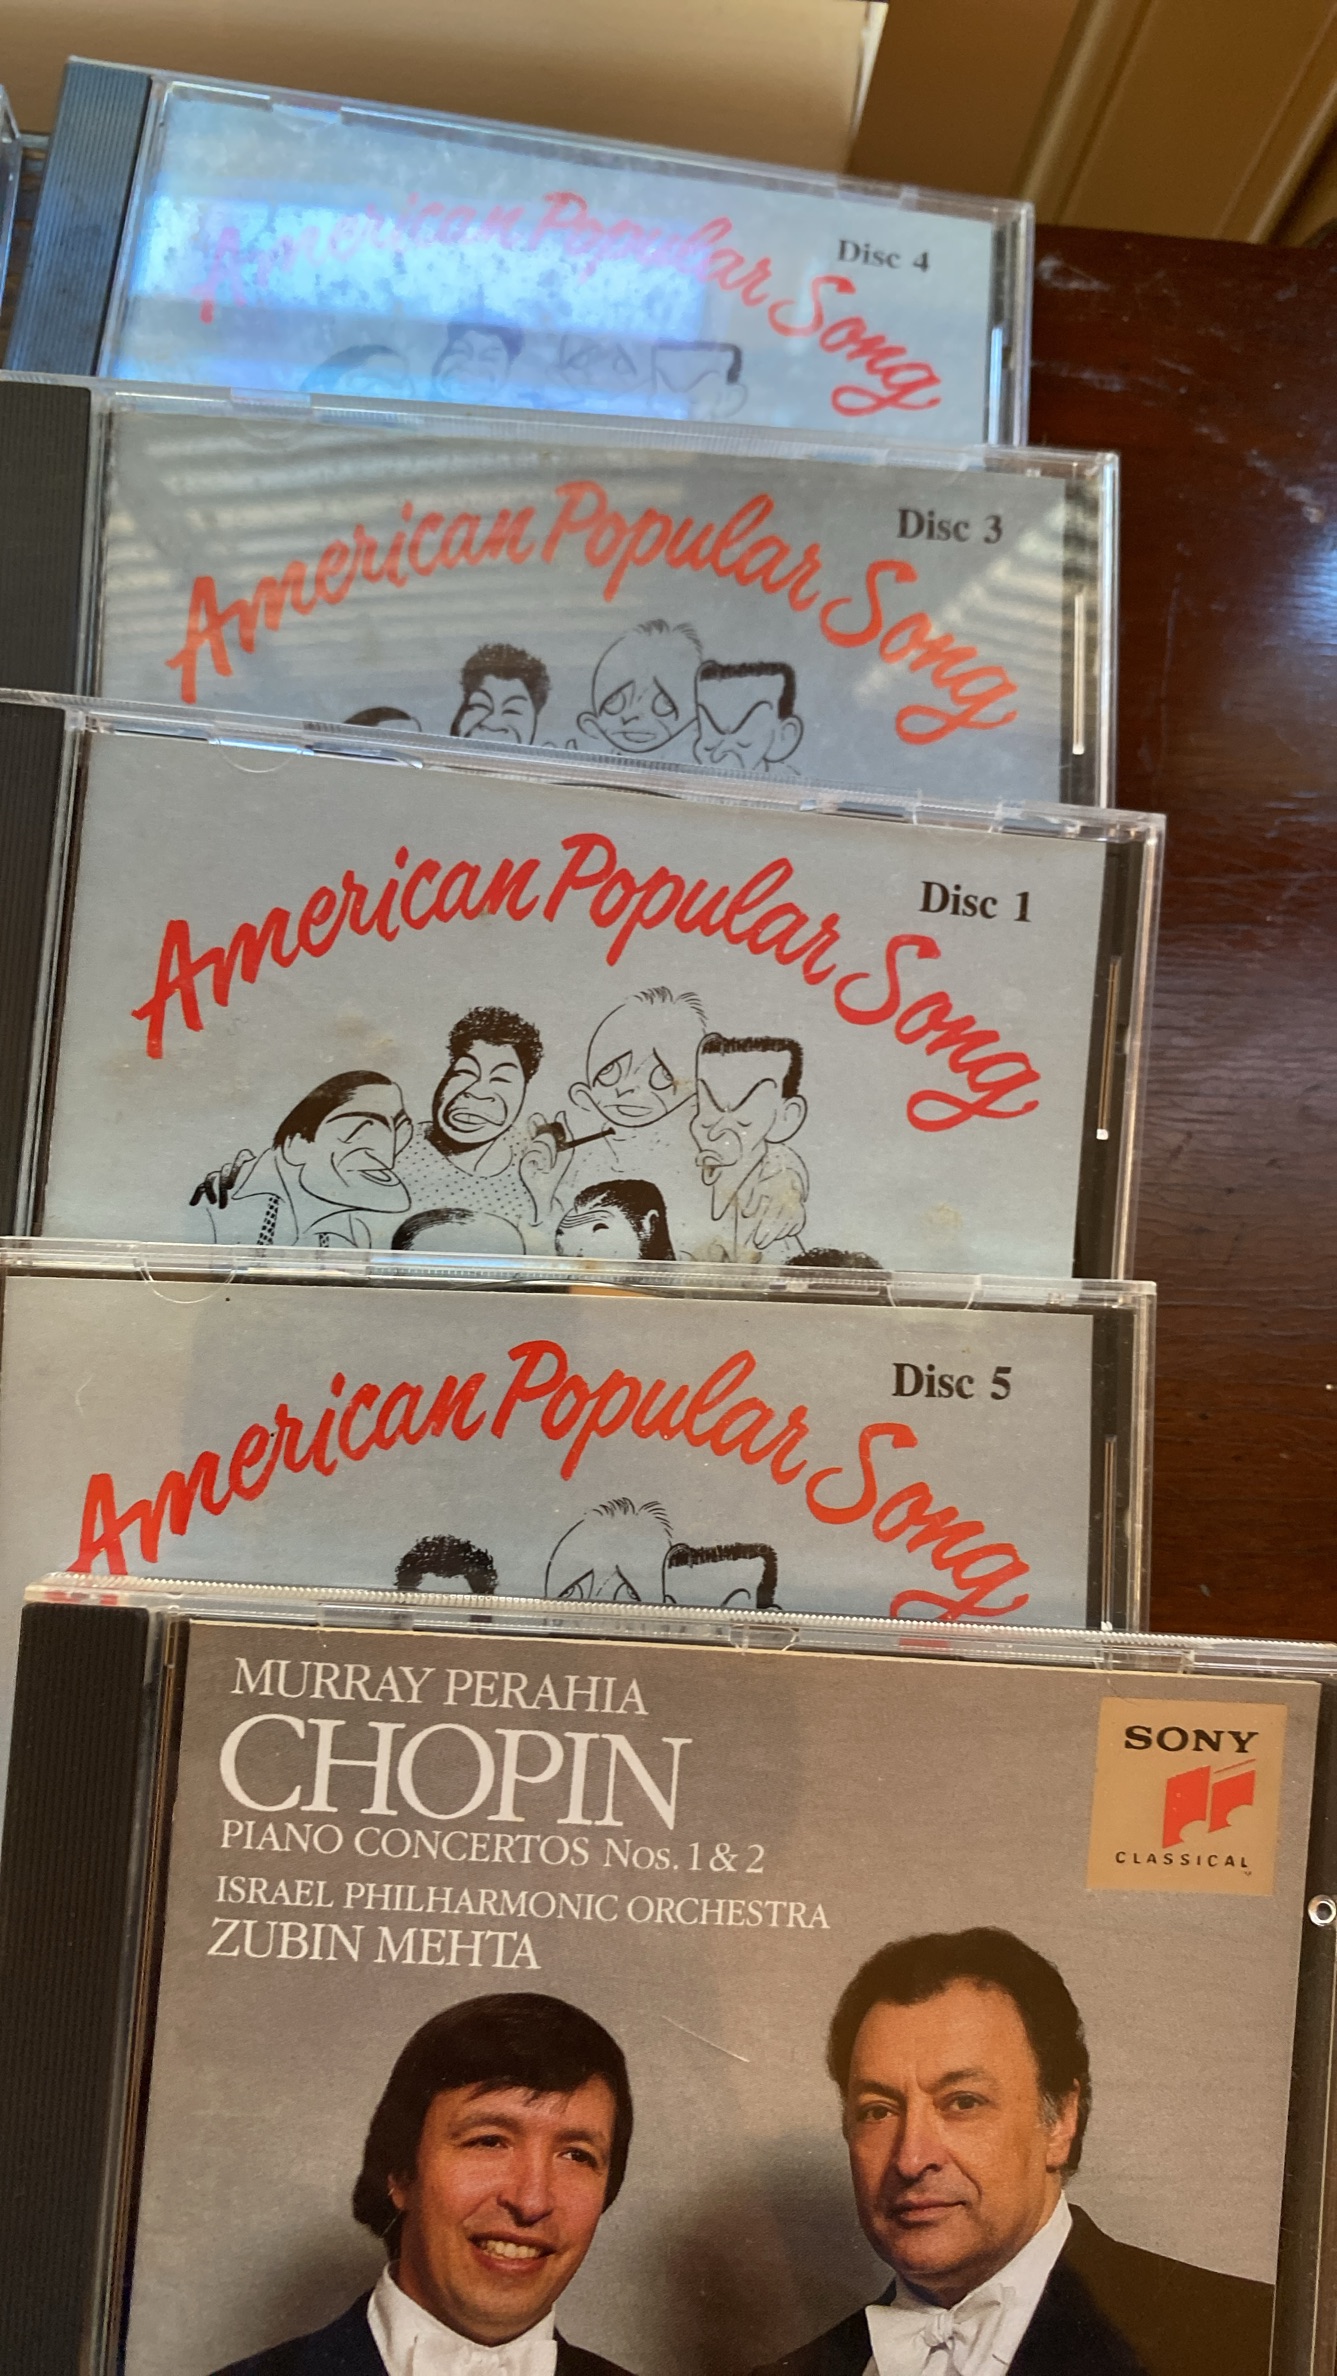 American Popular Song
Disc 4
American Popular Song
Disc 3
American Popular Song
Disc 1
American Popular Song
Disc 5
MURRAY PERAHIA
CHOPIN
PIANO CONCERTOS Nos. 1 & 2
ISRAEL PHILHARMONIC ORCHESTRA
ZUBIN MEHTA
SONY
CLASSICAL